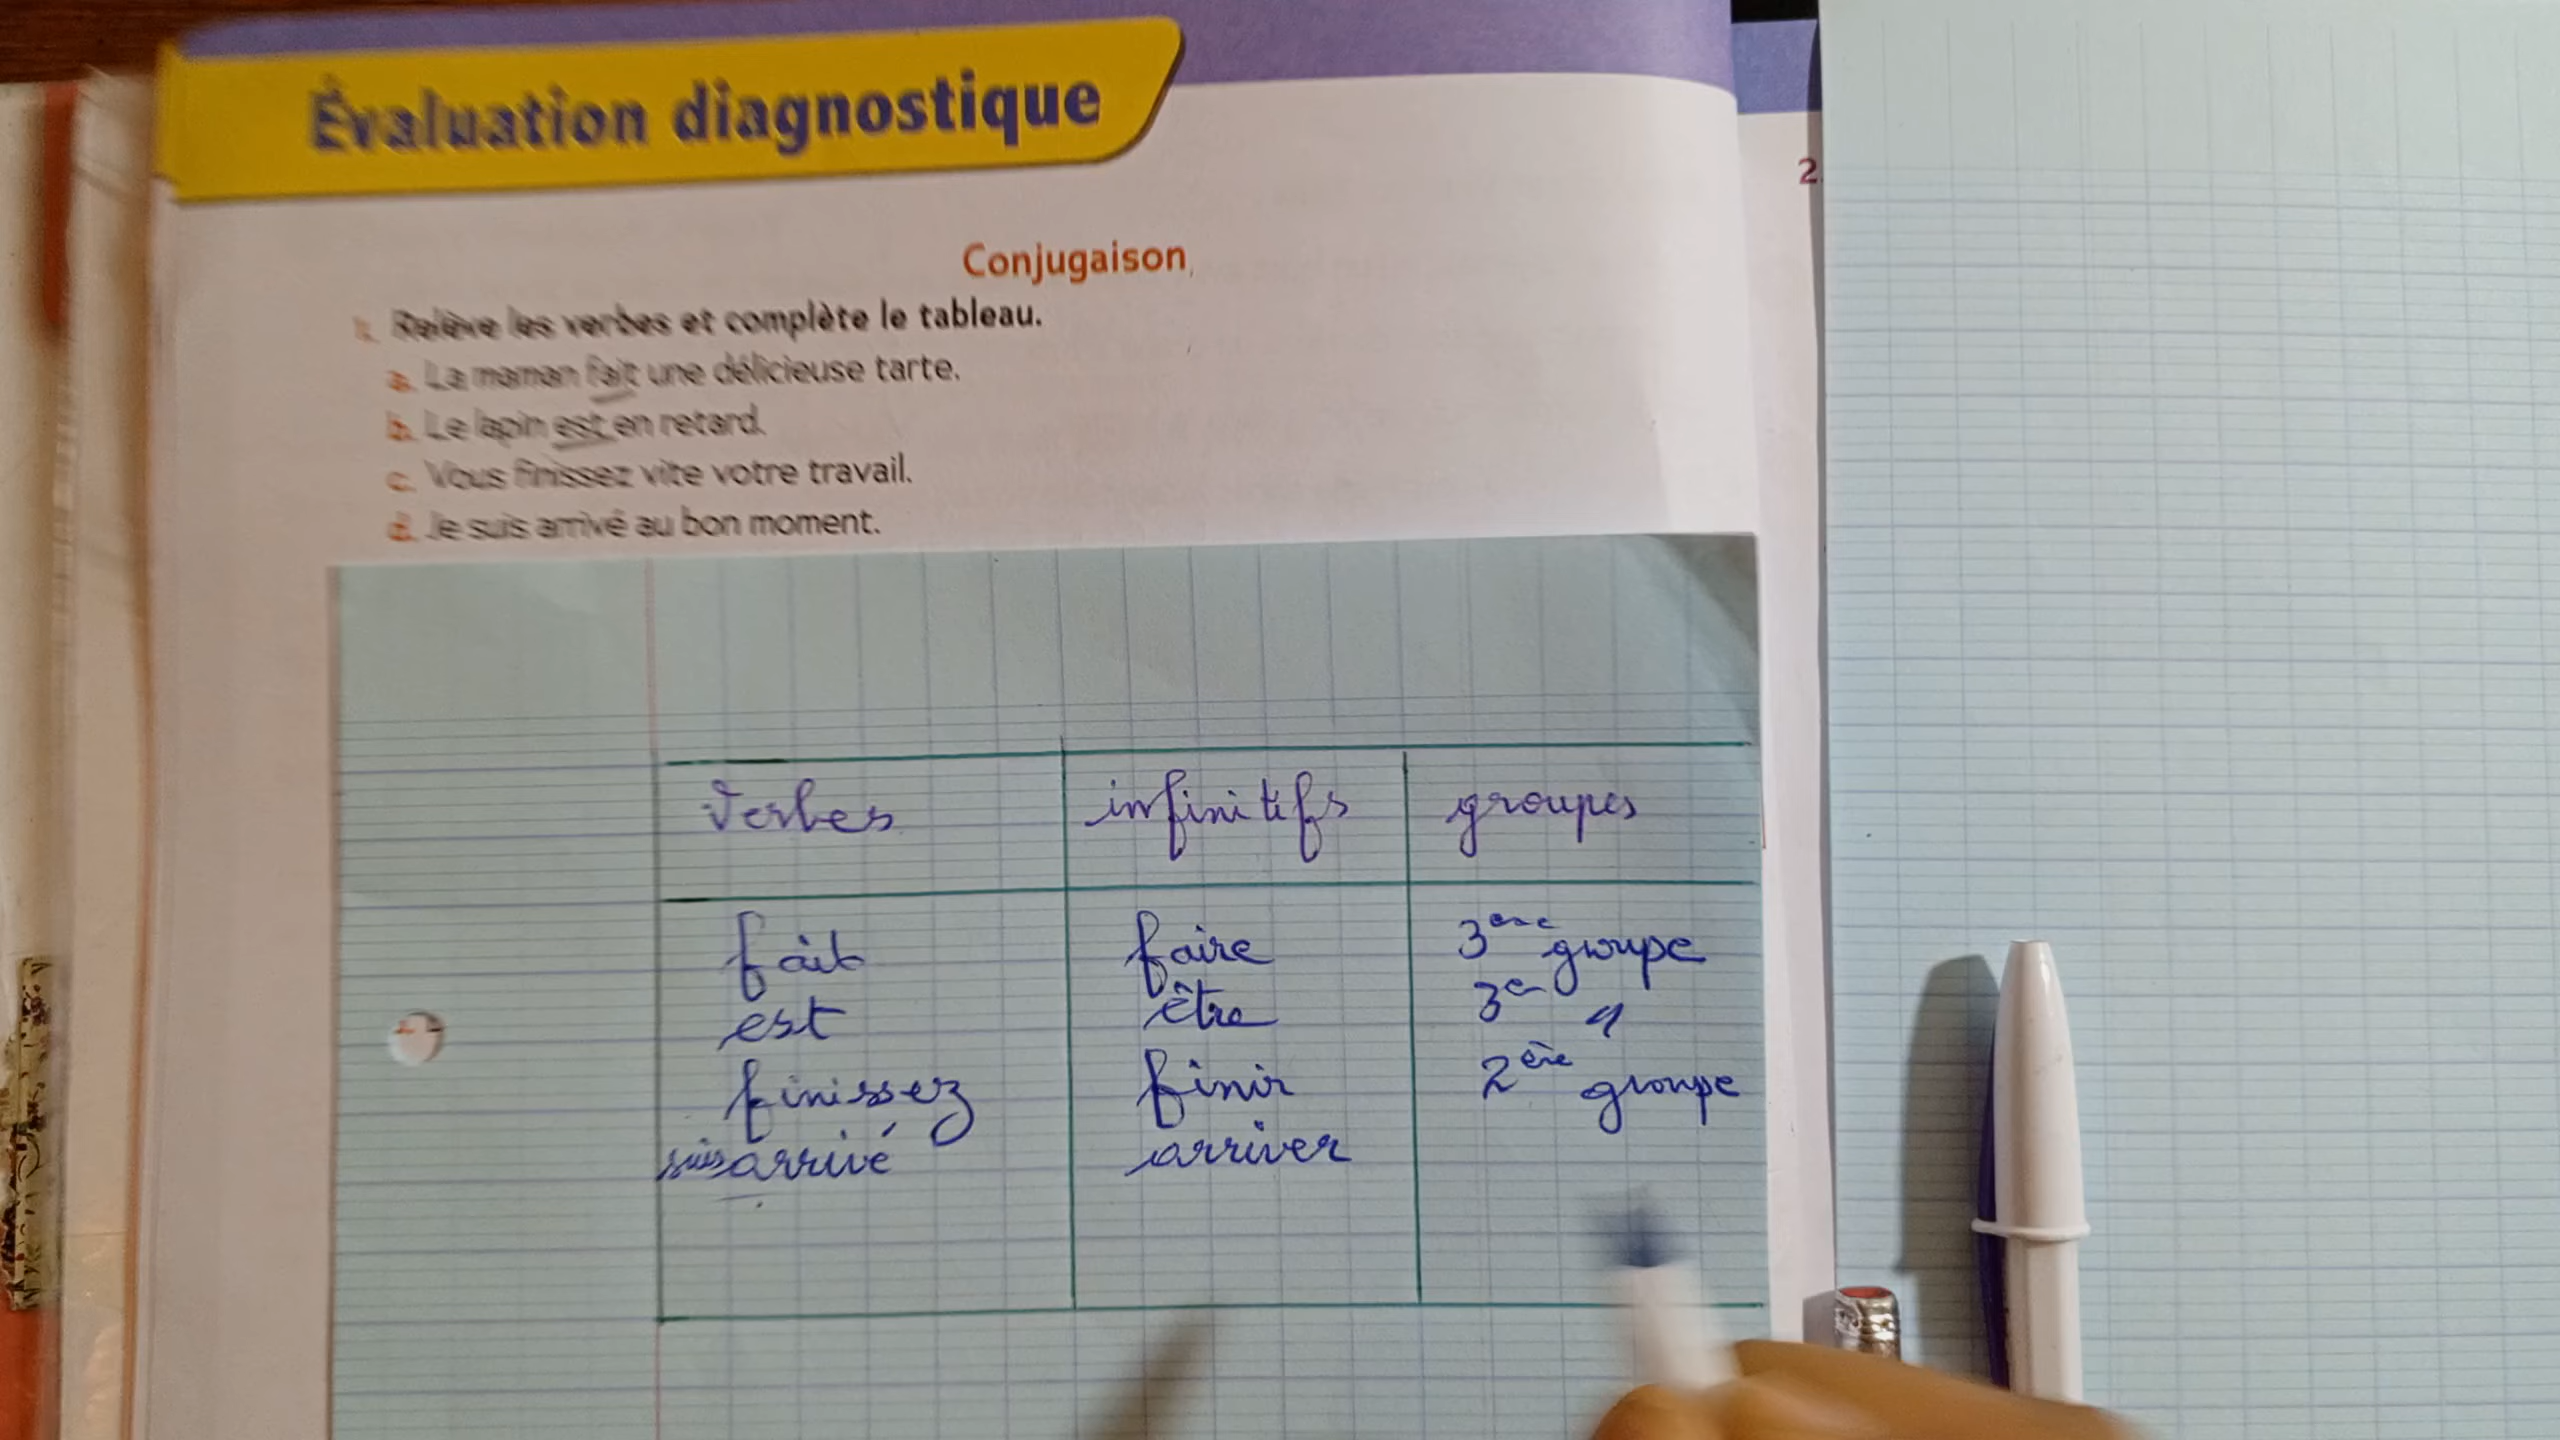 Évaluation diagnostique
2.
Conjugaison
1. Relève les verbes et complète le tableau.
a. La maman fait une délicieuse tarte.
b. Le lapin est en retard.
c. Vous finissez vite votre travail.
d. Je suis arrivé au bon moment.
Verbes infinitifs groupes
fait faire 3ème groupe
est être 3em "
finissez finir 2ème groupe
suis arrivé arriver